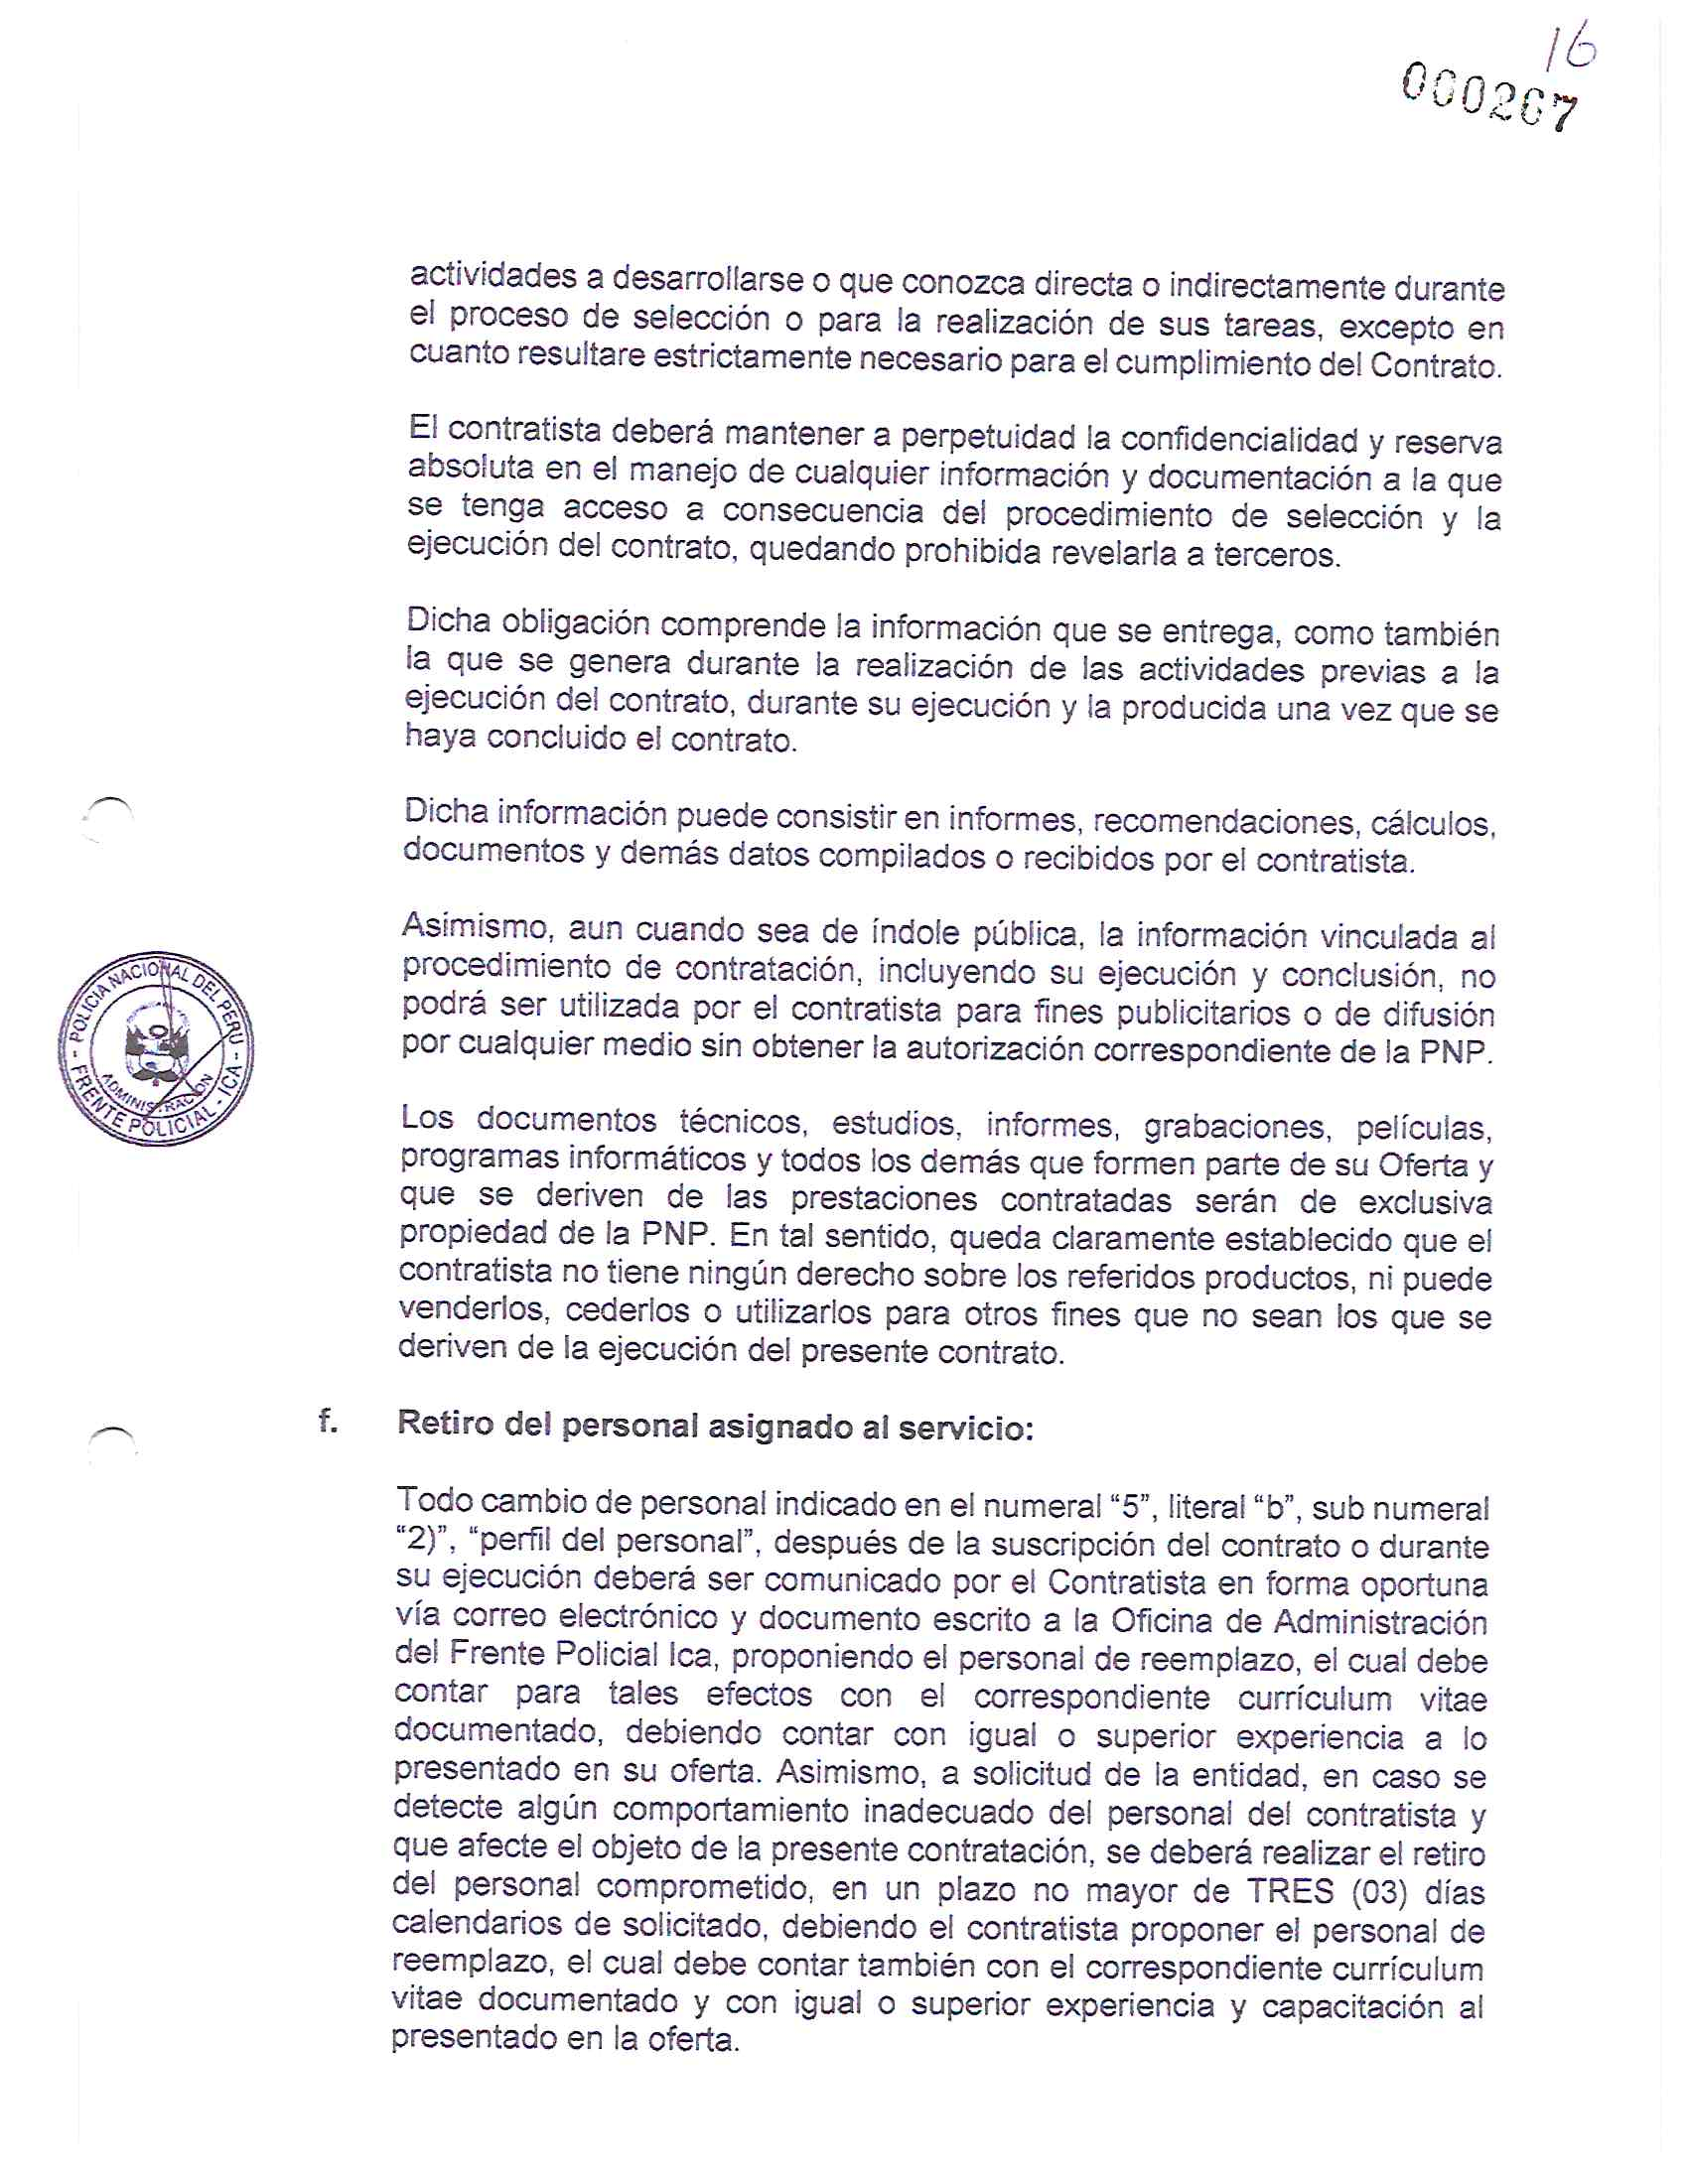 16
000267
actividades a desarrollarse o que conozca directa o indirectamente durante
el proceso de selección o para la realización de sus tareas, excepto en
cuanto resultare estrictamente necesario para el cumplimiento del Contrato.
El contratista deberá mantener a perpetuidad la confidencialidad y reserva
absoluta en el manejo de cualquier información y documentación a la que
se tenga acceso a consecuencia del procedimiento de selección y la
ejecución del contrato, quedando prohibida revelarla a terceros.
Dicha obligación comprende la información que se entrega, como también
la que se genera durante la realización de las actividades previas a la
ejecución del contrato, durante su ejecución y la producida una vez que se
haya concluido el contrato.
Dicha información puede consistir en informes, recomendaciones, cálculos,
documentos y demás datos compilados o recibidos por el contratista.
Asimismo, aun cuando sea de índole pública, la información vinculada al
procedimiento de contratación, incluyendo su ejecución y conclusión, no
podrá ser utilizada por el contratista para fines publicitarios o de difusión
por cualquier medio sin obtener la autorización correspondiente de la PNP.
POLICIA NACIONAL DEL PERU
ADMINISTRACION
FRENTE POLICIAL - ICA
Los documentos técnicos, estudios, informes, grabaciones, películas,
programas informáticos y todos los demás que formen parte de su Oferta y
que se deriven de las prestaciones contratadas serán de exclusiva
propiedad de la PNP. En tal sentido, queda claramente establecido que el
contratista no tiene ningún derecho sobre los referidos productos, ni puede
venderlos, cederlos o utilizarlos para otros fines que no sean los que se
deriven de la ejecución del presente contrato.
f. Retiro del personal asignado al servicio:
Todo cambio de personal indicado en el numeral “5”, literal “b”, sub numeral
“2)”, “perfil del personal”, después de la suscripción del contrato o durante
su ejecución deberá ser comunicado por el Contratista en forma oportuna
vía correo electrónico y documento escrito a la Oficina de Administración
del Frente Policial Ica, proponiendo el personal de reemplazo, el cual debe
contar para tales efectos con el correspondiente currículum vitae
documentado, debiendo contar con igual o superior experiencia a lo
presentado en su oferta. Asimismo, a solicitud de la entidad, en caso se
detecte algún comportamiento inadecuado del personal del contratista y
que afecte el objeto de la presente contratación, se deberá realizar el retiro
del personal comprometido, en un plazo no mayor de TRES (03) días
calendarios de solicitado, debiendo el contratista proponer el personal de
reemplazo, el cual debe contar también con el correspondiente currículum
vitae documentado y con igual o superior experiencia y capacitación al
presentado en la oferta.